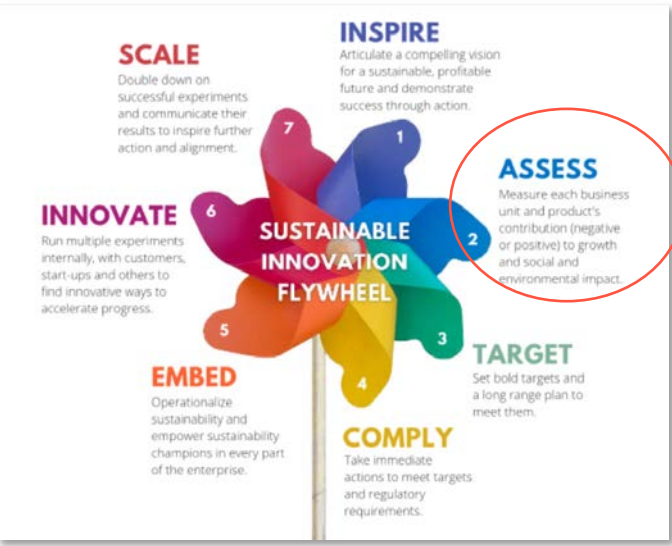 INSPIRE
Articulate a compelling vision
for a sustainable, profitable
future and demonstrate
success through action.
SCALE
Double down on
successful experiments
and communicate their
results to inspire further
action and alignment.
7
1
ASSESS
Measure each business
unit and product's
contribution (negative
or positive) to growth
and social and
environmental impact.
INNOVATE
Run multiple experiments
internally, with customers,
start-ups and others to
find innovative ways to
accelerate progress.
6
SUSTAINABLE
INNOVATION
FLYWHEEL
2
5
3
TARGET
Set bold targets and
a long range plan to
meet them.
EMBED
Operationalize
sustainability and
empower sustainability
champions in every part
of the enterprise.
4
COMPLY
Take immediate
actions to meet targets
and regulatory
requirements.